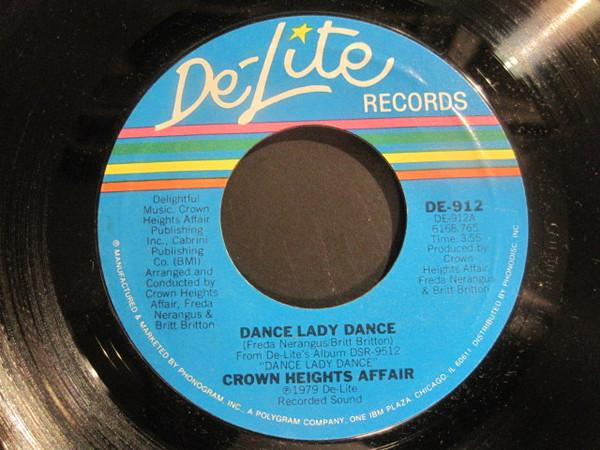 De-Lite
RECORDS
Delightful
Music, Crown
Heights Affair
Publishing
Inc., Cabrini
Publishing
Co. (BMI)
Arranged and
Conducted by
Crown Heights
Affair, Freda
Nerangus &
Britt Britton
DE-912
DE-912A
6168.765
Time: 3:55
Produced by
Crown
Heights Affair,
Freda Nerangus
& Britt Britton
DANCE LADY DANCE
(Freda Nerangus/Britt Britton)
From De-Lite's Album DSR-9512
"DANCE LADY DANCE"
CROWN HEIGHTS AFFAIR
℗1979 De-Lite
Recorded Sound
® MANUFACTURED & MARKETED BY PHONOGRAM, INC., A POLYGRAM COMPANY, ONE IBM PLAZA, CHICAGO, IL 60611. DISTRIBUTED BY PHONODISC, INC